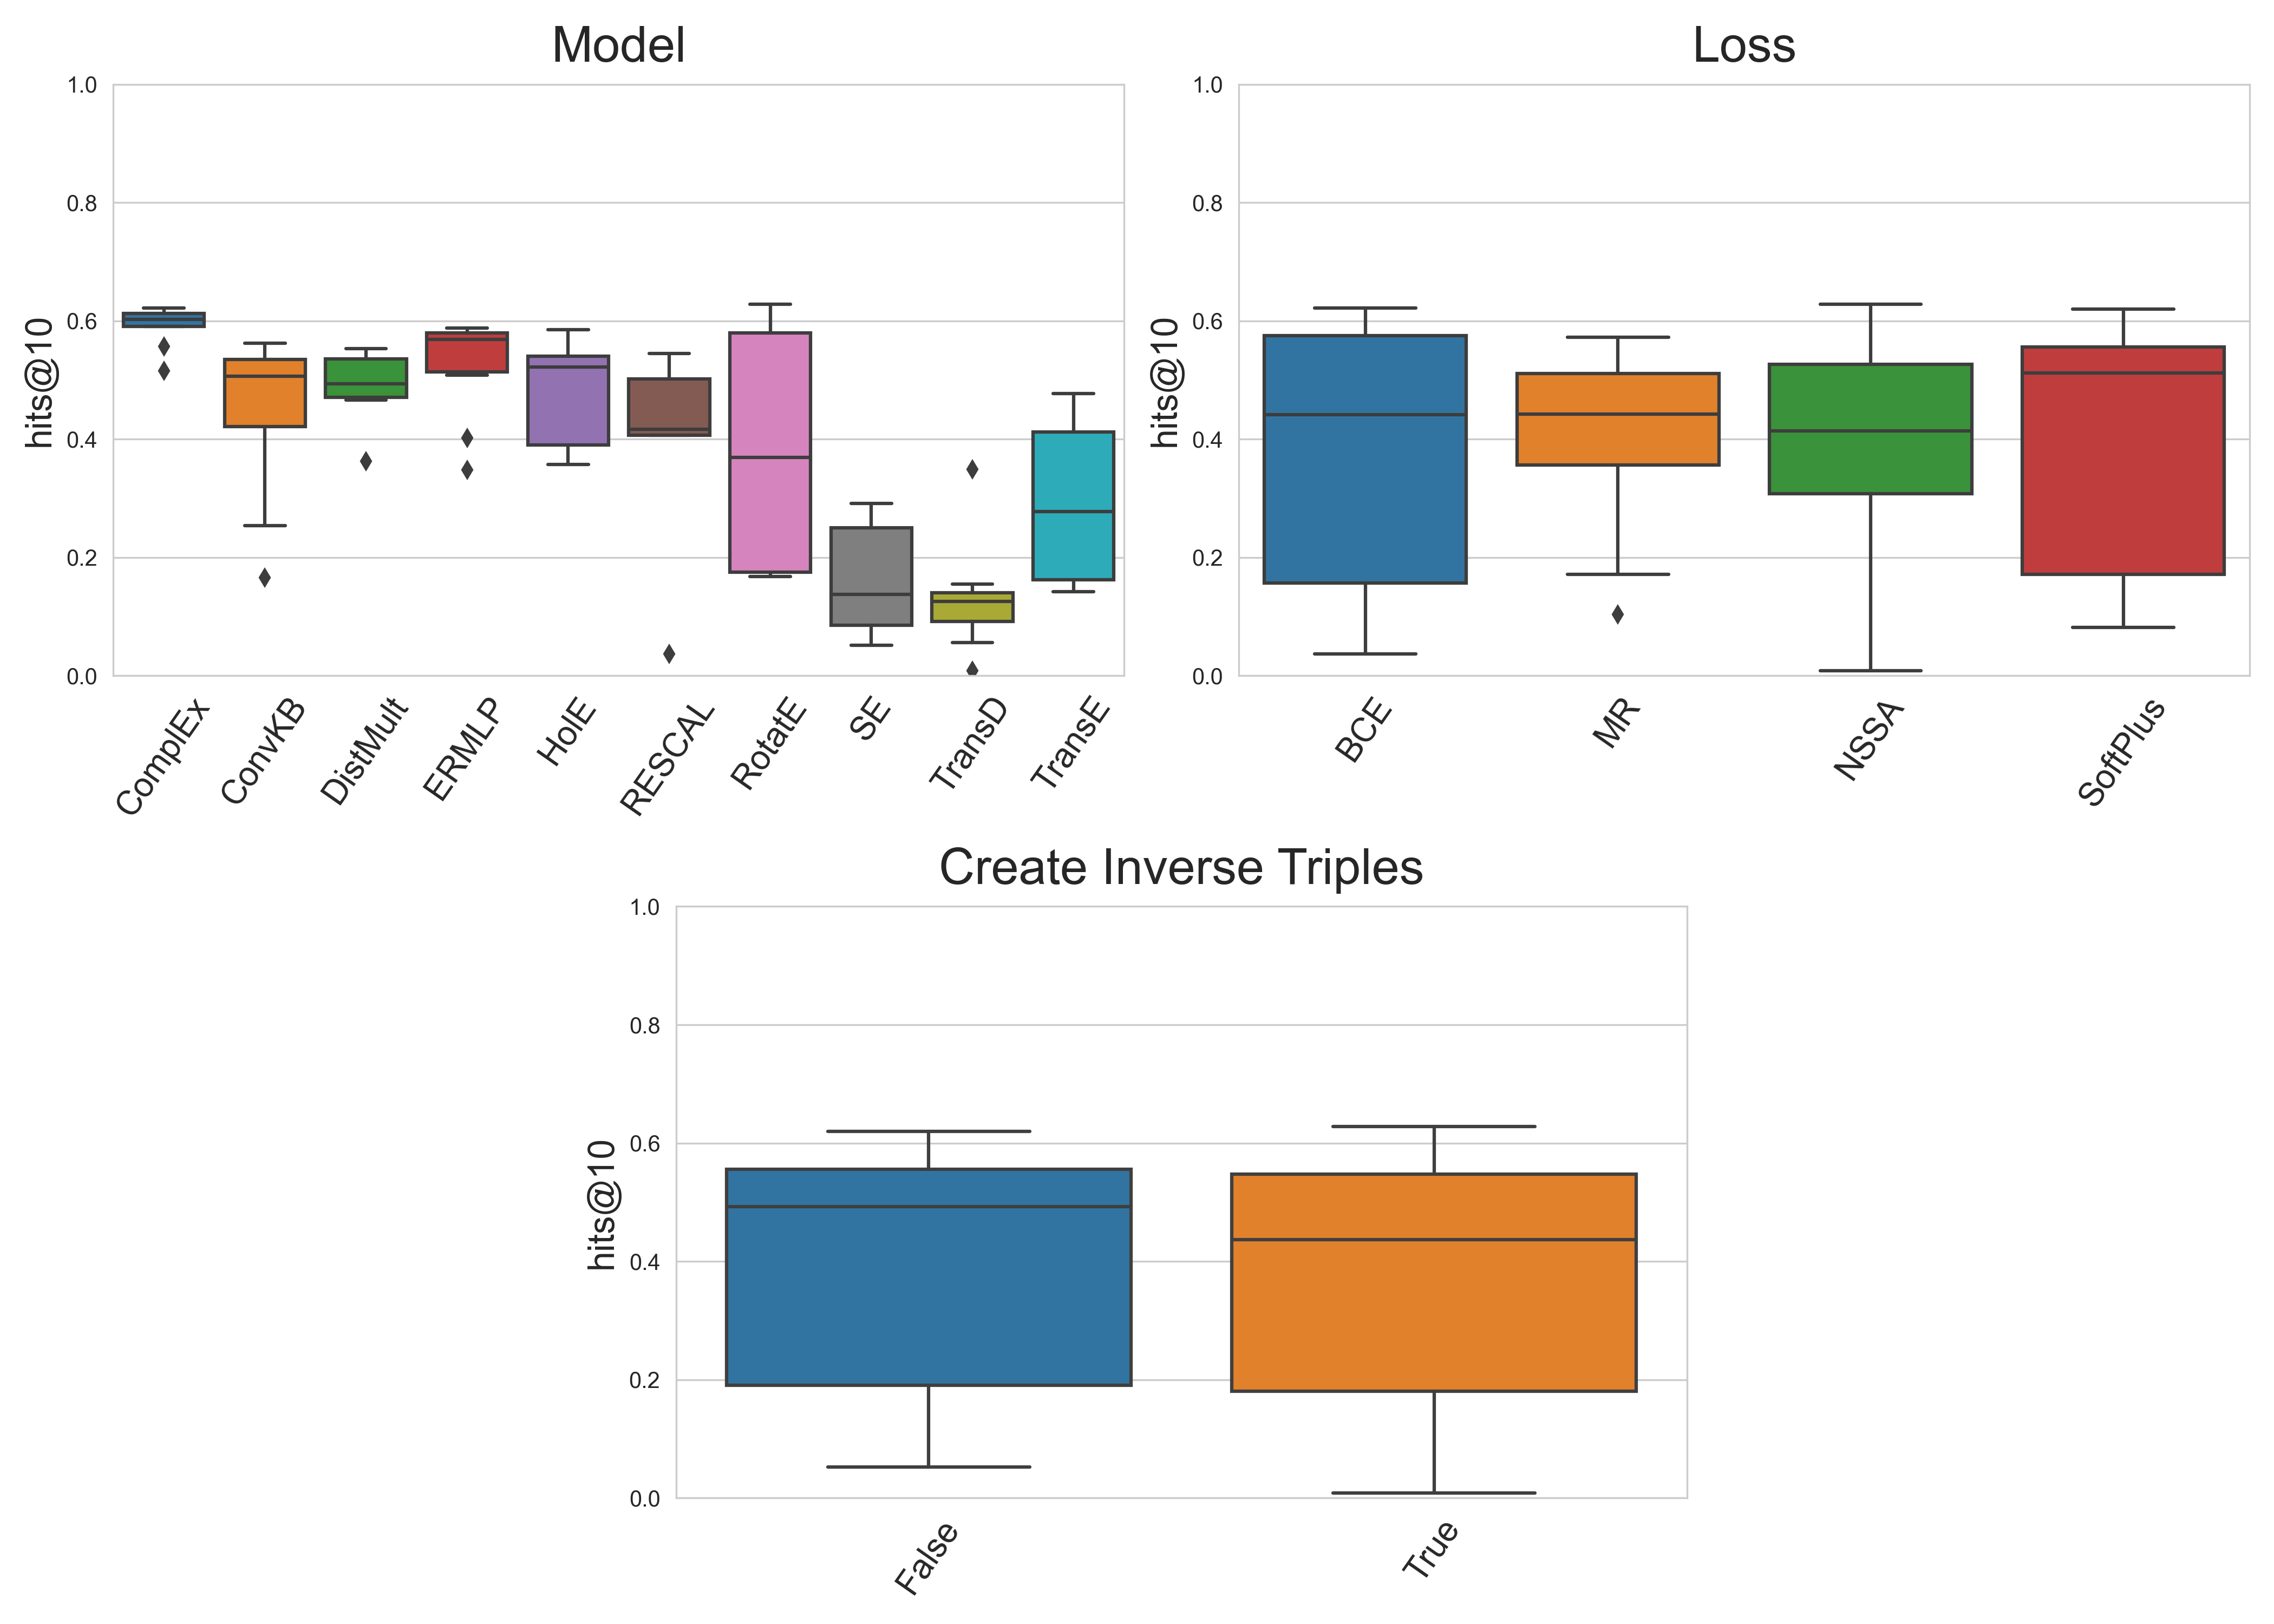 Model
1.0
0.8
0.6
0.4
0.2
0.0
hits@10
ComplEx
ConvKB
DistMult
ERMLP
HolE
RESCAL
RotatE
SE
TransD
TransE
Loss
1.0
0.8
0.6
0.4
0.2
0.0
hits@10
BCE
MR
NSSA
SoftPlus
Create Inverse Triples
1.0
0.8
0.6
0.4
0.2
0.0
hits@10
False
True